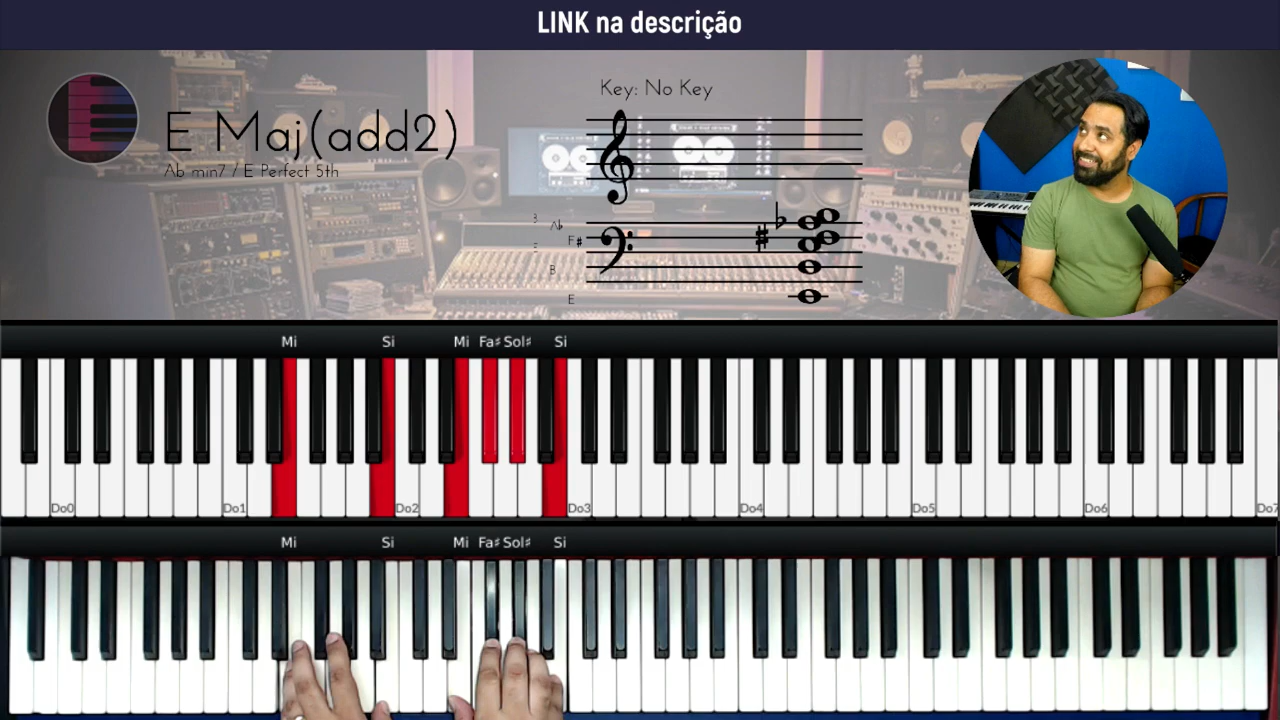 LINK na descrição
Key: No Key
E Maj(add2)
Ab min7 / E Perfect 5th
B
Ab
F#
E
B
E
Mi Si Mi Fa♯ Sol♯ Si
Do0 Do1 Do2 Do3 Do4 Do5 Do6 Do7
Mi Si Mi Fa♯ Sol♯ Si